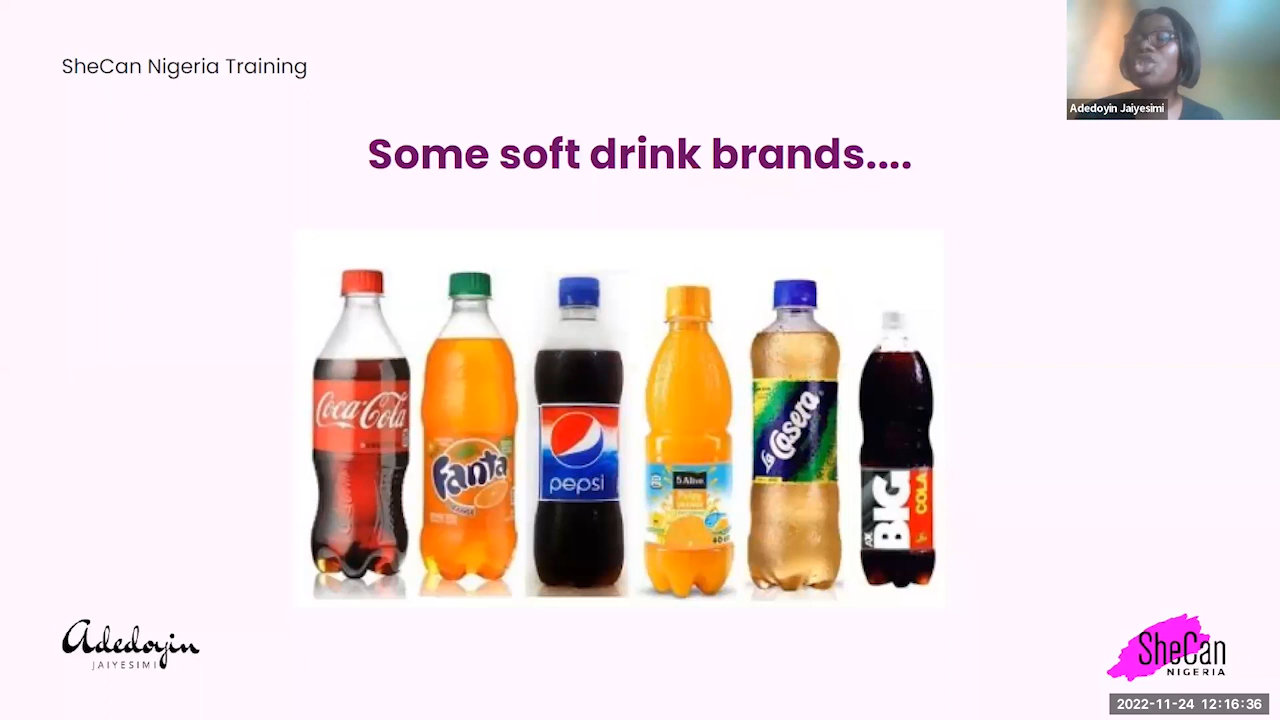 SheCan Nigeria Training
Adedoyin Jaiyesimi
Some soft drink brands....
Coca-Cola
Fanta
ORANGE
pepsi
5 Alive
La Casera
BIG
COLA
Adedoyin
JAIYESIMI
SheCan
NIGERIA
2022-11-24 12:16:36